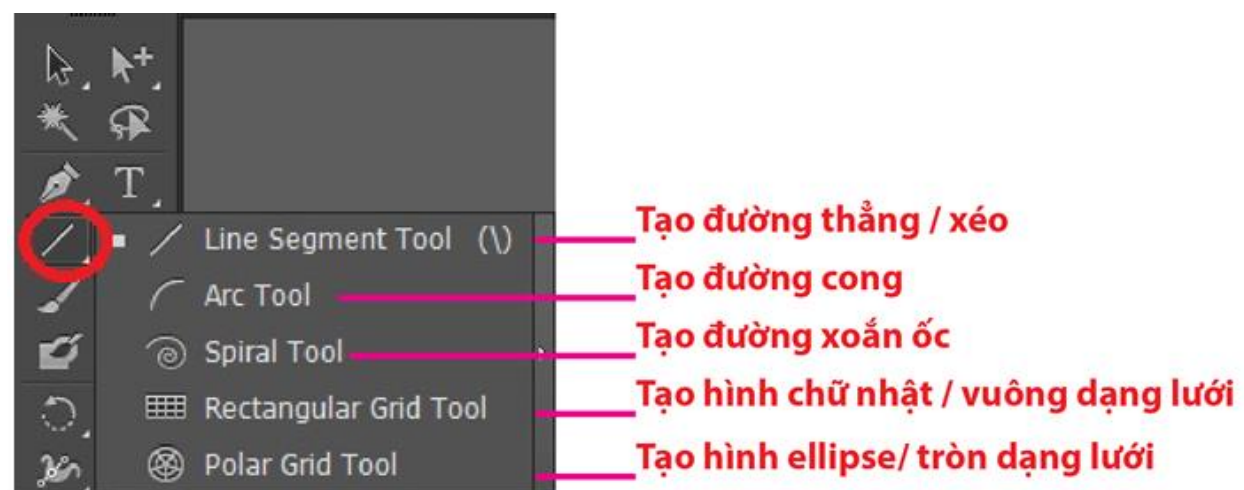 T
Line Segment Tool (\) Tạo đường thẳng / xéo
Arc Tool Tạo đường cong
Spiral Tool Tạo đường xoắn ốc
Rectangular Grid Tool Tạo hình chữ nhật / vuông dạng lưới
Polar Grid Tool Tạo hình ellipse/ tròn dạng lưới